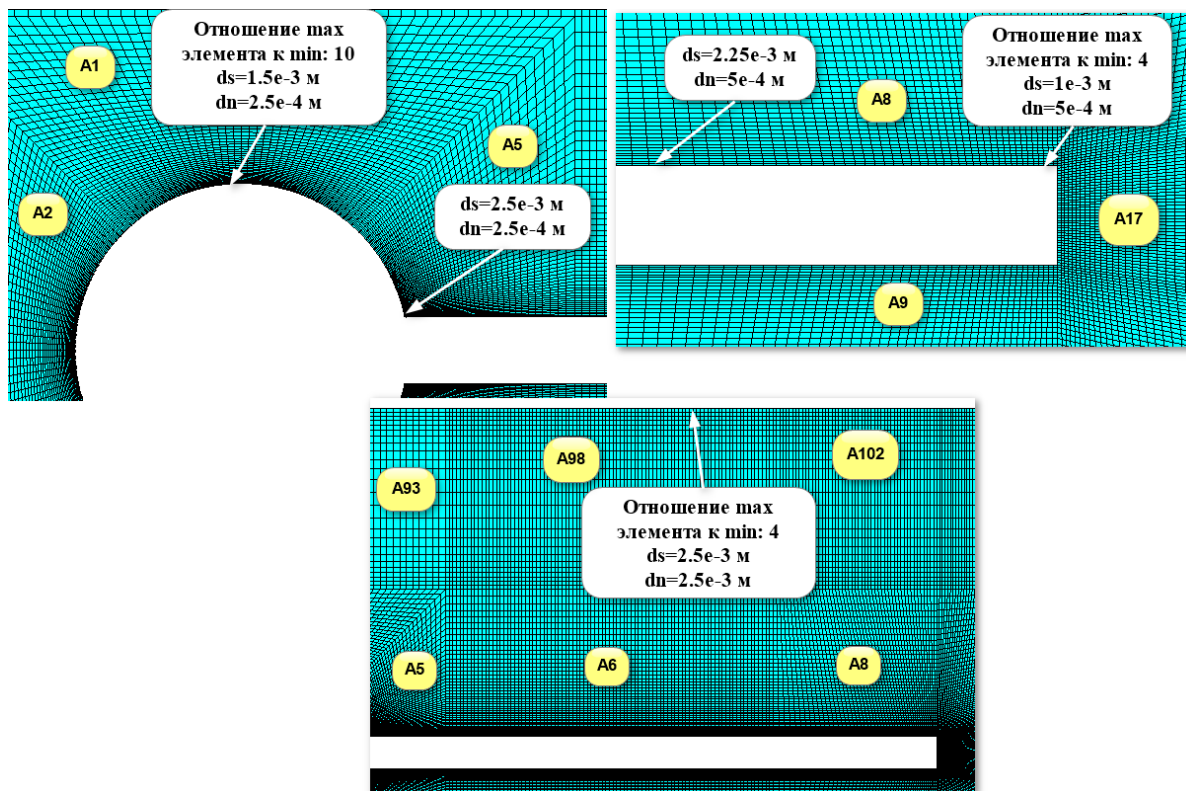 A1
Отношение max
элемента к min: 10
ds=1.5e-3 м
dn=2.5e-4 м
A5
A2
ds=2.5e-3 м
dn=2.5e-4 м
ds=2.25e-3 м
dn=5e-4 м
A8
Отношение max
элемента к min: 4
ds=1e-3 м
dn=5e-4 м
A17
A9
A93
A98
A102
Отношение max
элемента к min: 4
ds=2.5e-3 м
dn=2.5e-3 м
A5
A6
A8